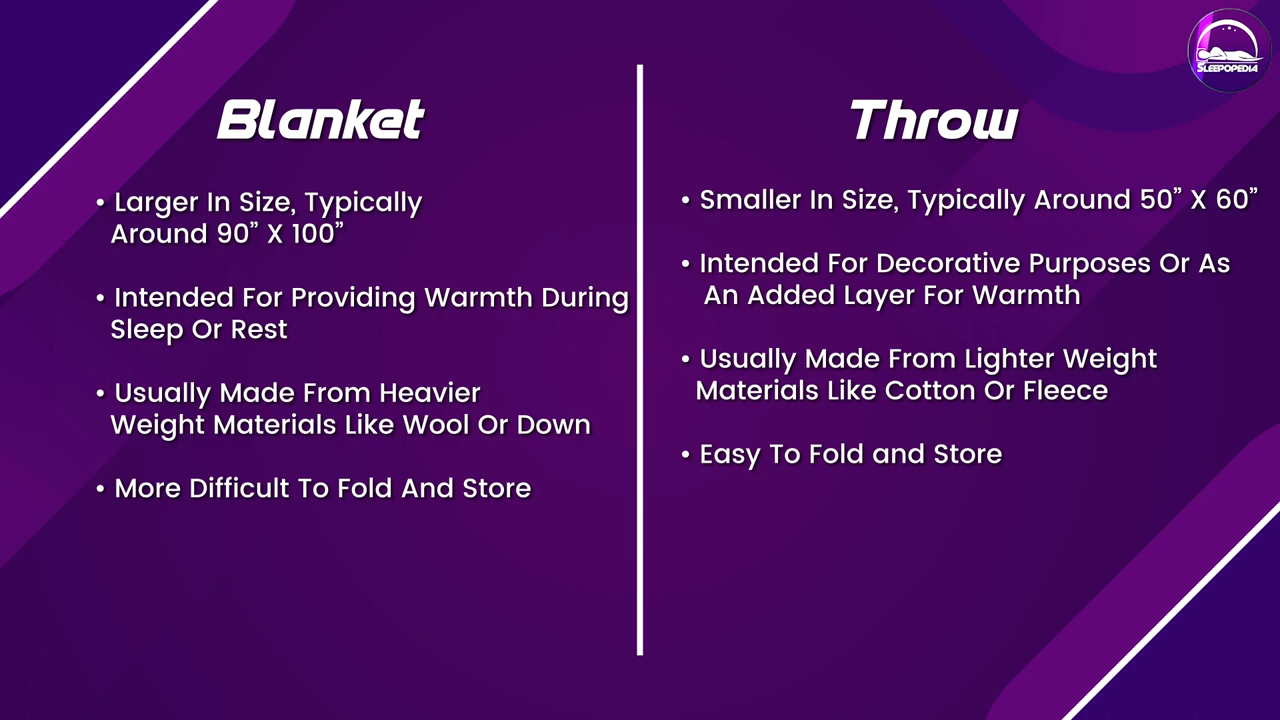 SLEEPOPEDIA
Blanket
• Larger In Size, Typically
Around 90” X 100”
• Intended For Providing Warmth During
Sleep Or Rest
• Usually Made From Heavier
Weight Materials Like Wool Or Down
• More Difficult To Fold And Store
Throw
• Smaller In Size, Typically Around 50” X 60”
• Intended For Decorative Purposes Or As
An Added Layer For Warmth
• Usually Made From Lighter Weight
Materials Like Cotton Or Fleece
• Easy To Fold and Store